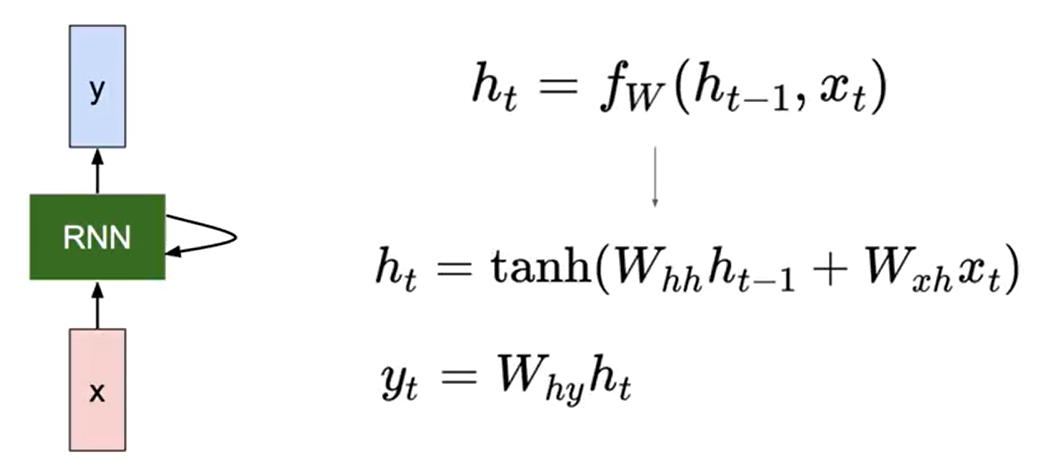 y
RNN
x
h_t = f_W(h_{t-1}, x_t)
h_t = tanh(W_{hh}h_{t-1} + W_{xh}x_t)
y_t = W_{hy}h_t